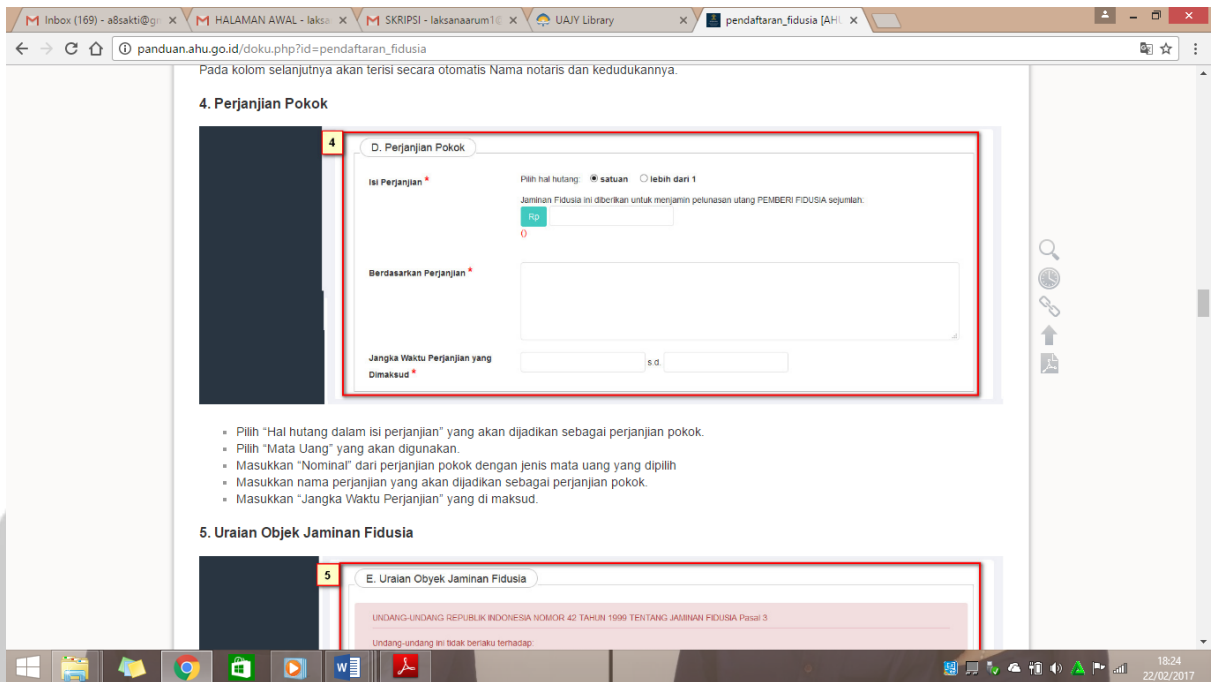 Inbox (169) - a8sakti@gm
HALAMAN AWAL - laksa
SKRIPSI - laksanaarum1@
UAJY Library
pendaftaran_fidusia [AHU
panduan.ahu.go.id/doku.php?id=pendaftaran_fidusia
Pada kolom selanjutnya akan terisi secara otomatis Nama notaris dan kedudukannya.
4. Perjanjian Pokok
4
D. Perjanjian Pokok
Isi Perjanjian *
Pilih hal hutang: satuan lebih dari 1
Jaminan Fidusia ini diberikan untuk menjamin pelunasan utang PEMBERI FIDUSIA sejumlah:
Rp
()
Berdasarkan Perjanjian *
Jangka Waktu Perjanjian yang
Dimaksud *
s.d.
Pilih “Hal hutang dalam isi perjanjian” yang akan dijadikan sebagai perjanjian pokok.
Pilih “Mata Uang” yang akan digunakan.
Masukkan “Nominal” dari perjanjian pokok dengan jenis mata uang yang dipilih
Masukkan nama perjanjian yang akan dijadikan sebagai perjanjian pokok.
Masukkan “Jangka Waktu Perjanjian” yang di maksud.
5. Uraian Objek Jaminan Fidusia
5
E. Uraian Obyek Jaminan Fidusia
UNDANG-UNDANG REPUBLIK INDONESIA NOMOR 42 TAHUN 1999 TENTANG JAMINAN FIDUSIA Pasal 3
Undang-undang ini tidak berlaku terhadap:
18:24
22/02/2017